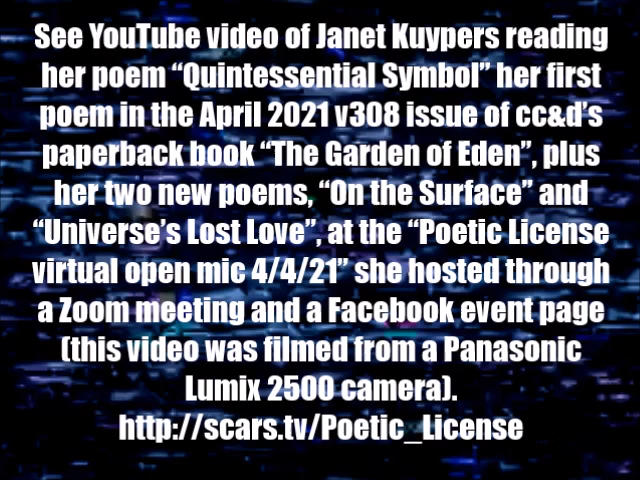 See YouTube video of Janet Kuypers reading
her poem “Quintessential Symbol” her first
poem in the April 2021 v308 issue of cc&d’s
paperback book “The Garden of Eden”, plus
her two new poems, “On the Surface” and
“Universe’s Lost Love”, at the “Poetic License
virtual open mic 4/4/21” she hosted through
a Zoom meeting and a Facebook event page
(this video was filmed from a Panasonic
Lumix 2500 camera).
http://scars.tv/Poetic_License